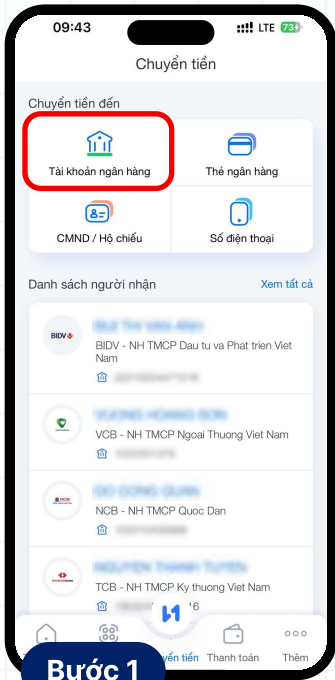 09:43
LTE 73
Chuyển tiền
Chuyển tiền đến
Tài khoản ngân hàng
Thẻ ngân hàng
CMND / Hộ chiếu
Số điện thoại
Danh sách người nhận
Xem tất cả
BIDV
BIDV - NH TMCP Dau tu va Phat trien Viet
Nam
VCB - NH TMCP Ngoai Thuong Viet Nam
NCB
NCB - NH TMCP Quoc Dan
TCB - NH TMCP Ky thuong Viet Nam
16
yển tiền
Thanh toán
Thêm
Bước 1